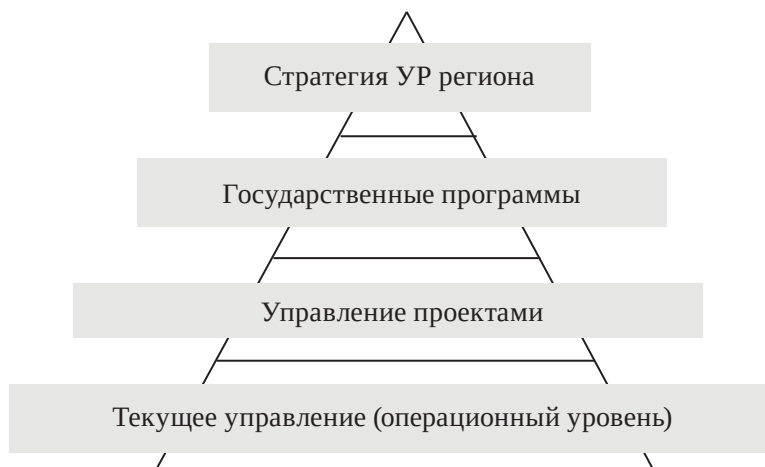 Стратегия УР региона
Государственные программы
Управление проектами
Текущее управление (операционный уровень)